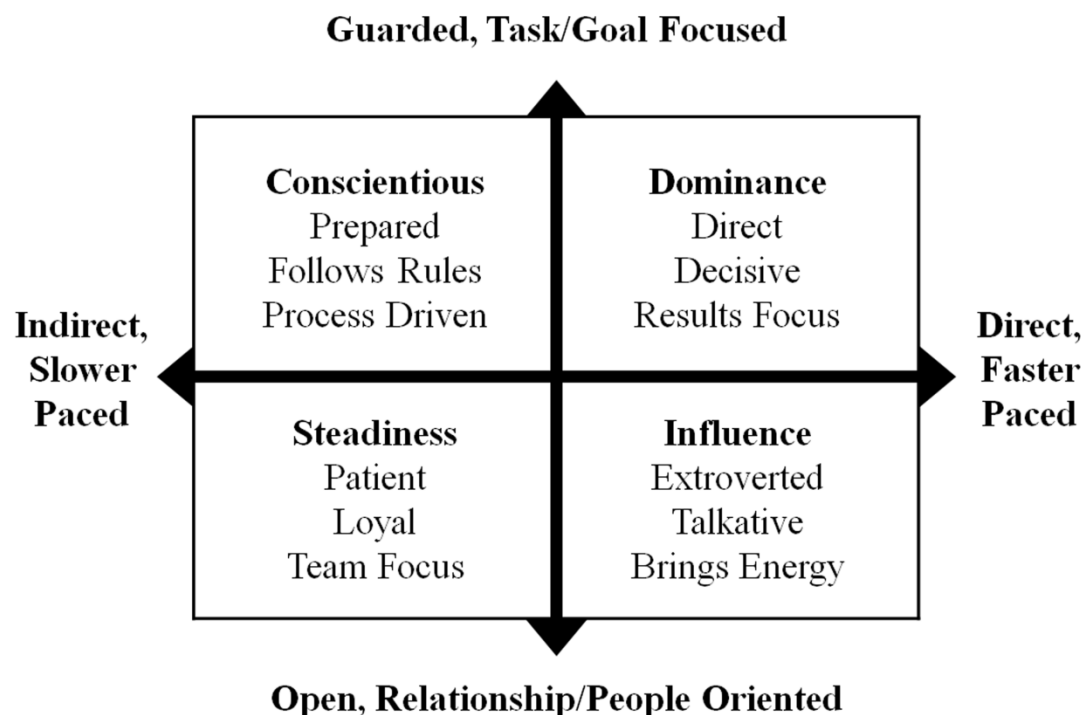 Guarded, Task/Goal Focused
Conscientious
Prepared
Follows Rules
Process Driven
Dominance
Direct
Decisive
Results Focus
Indirect,
Slower
Paced
Direct,
Faster
Paced
Steadiness
Patient
Loyal
Team Focus
Influence
Extroverted
Talkative
Brings Energy
Open, Relationship/People Oriented